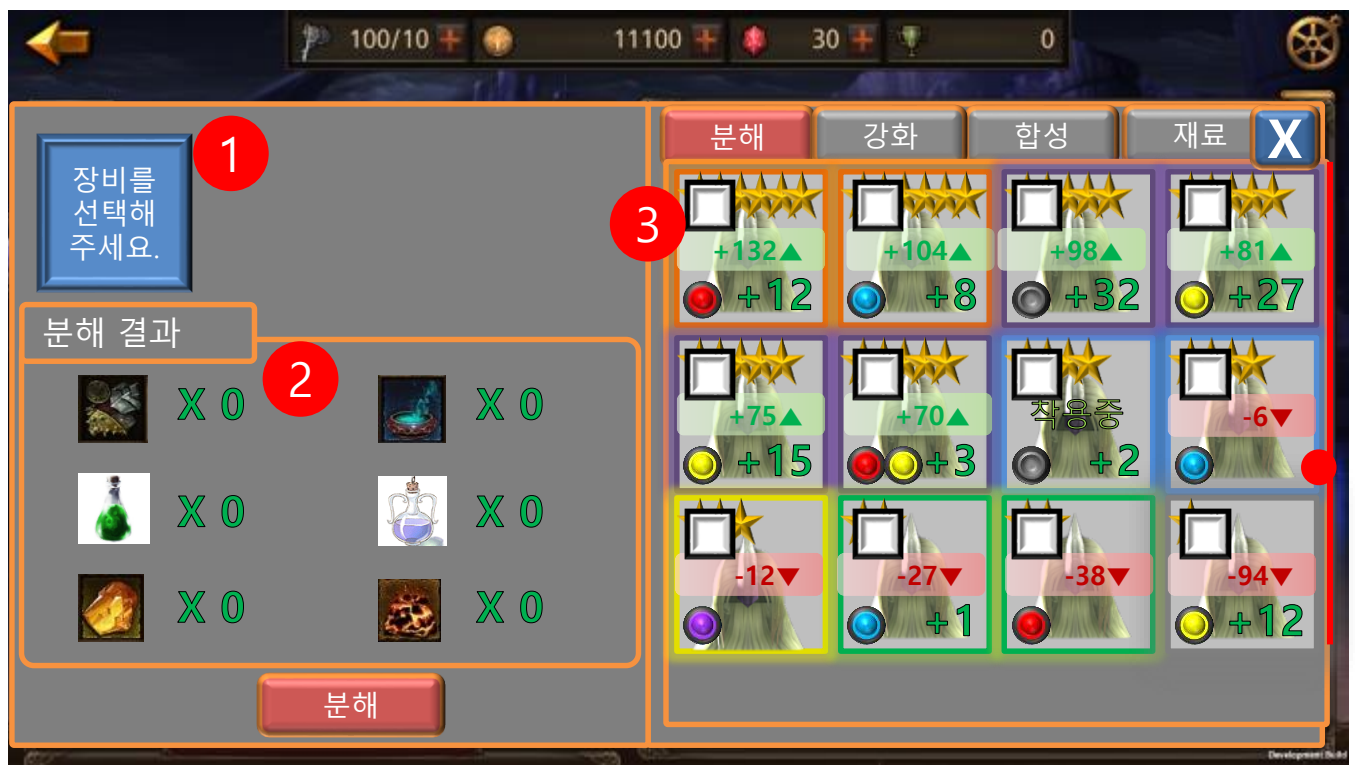 100/10
11100
30
0
1
장비를
선택해
주세요.
분해 결과
2
X 0
X 0
X 0
X 0
X 0
X 0
분해
분해
강화
합성
재료
X
3
+132▲
+12
+104▲
+8
+98▲
+32
+81▲
+27
+75▲
+15
+70▲
+3
착용중
+2
-6▼
-12▼
-27▼
+1
-38▼
-94▼
+12
Development Build